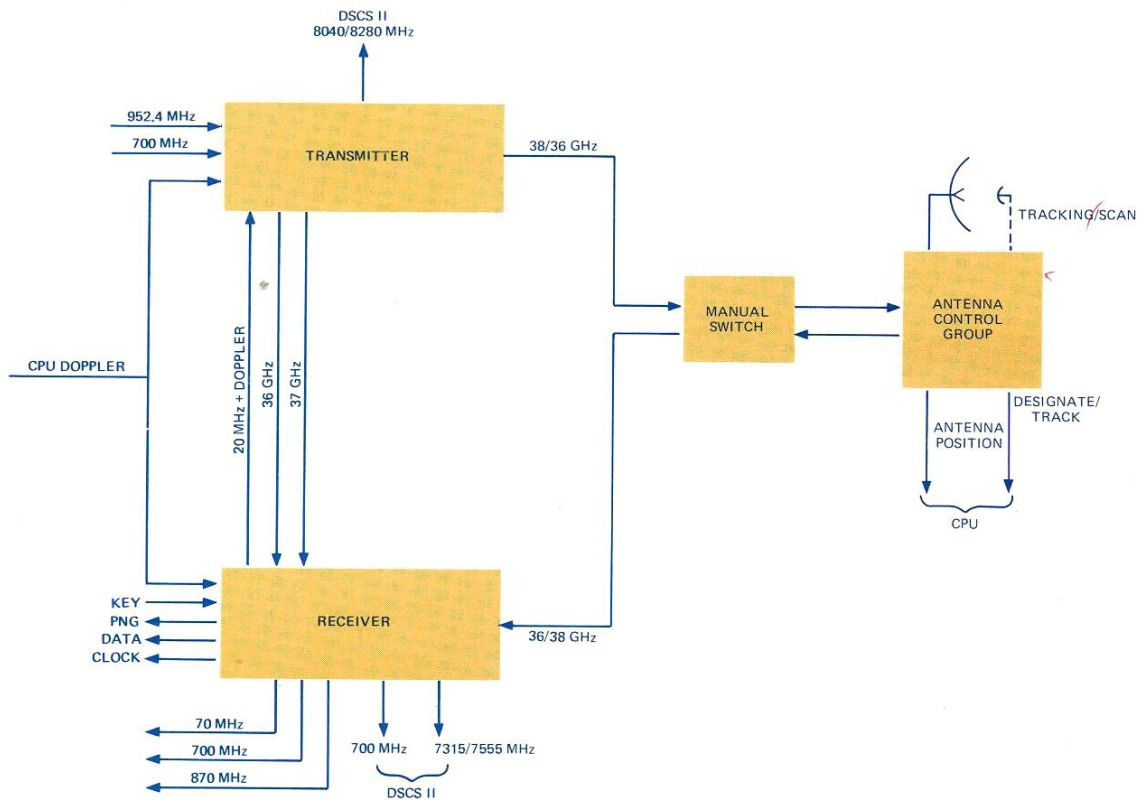 DSCS II
8040/8280 MHz
952.4 MHz
700 MHz
TRANSMITTER
38/36 GHz
TRACKING/SCAN
MANUAL
SWITCH
ANTENNA
CONTROL
GROUP
CPU DOPPLER
20 MHz + DOPPLER
36 GHz
37 GHz
DESIGNATE/
TRACK
ANTENNA
POSITION
CPU
KEY
PNG
DATA
CLOCK
RECEIVER
36/38 GHz
70 MHz
700 MHz
870 MHz
700 MHz
7315/7555 MHz
DSCS II